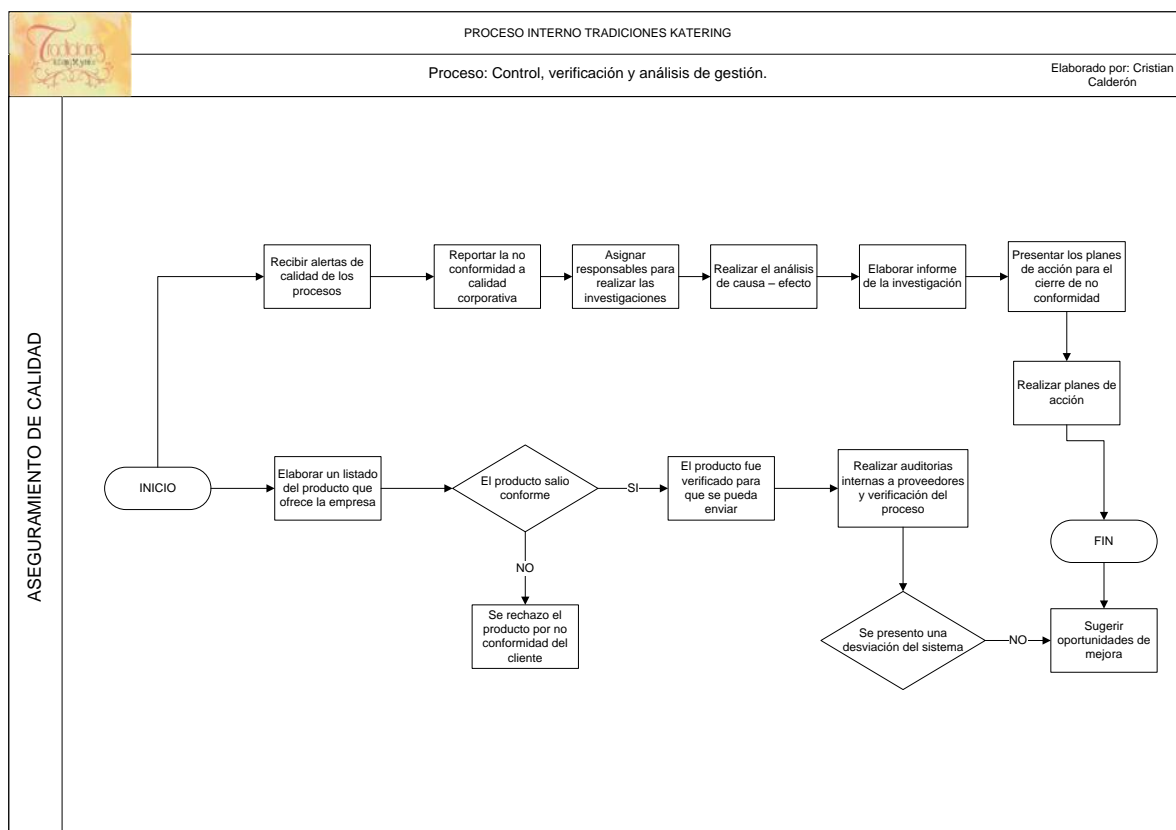 Tradiciones
PROCESO INTERNO TRADICIONES KATERING
Proceso: Control, verificación y análisis de gestión.
Elaborado por: Cristian
Calderón
ASEGURAMIENTO DE CALIDAD
Recibir alertas de
calidad de los
procesos
Reportar la no
conformidad a
calidad
corporativa
Asignar
responsables para
realizar las
investigaciones
Realizar el análisis
de causa – efecto
Elaborar informe
de la investigación
Presentar los planes
de acción para el
cierre de no
conformidad
Realizar planes de
acción
INICIO
Elaborar un listado
del producto que
ofrece la empresa
El producto salio
conforme
SI
El producto fue
verificado para
que se pueda
enviar
Realizar auditorias
internas a proveedores
y verificación del
proceso
FIN
NO
Se rechazo el
producto por no
conformidad del
cliente
Se presento una
desviación del sistema
NO
Sugerir
oportunidades de
mejora